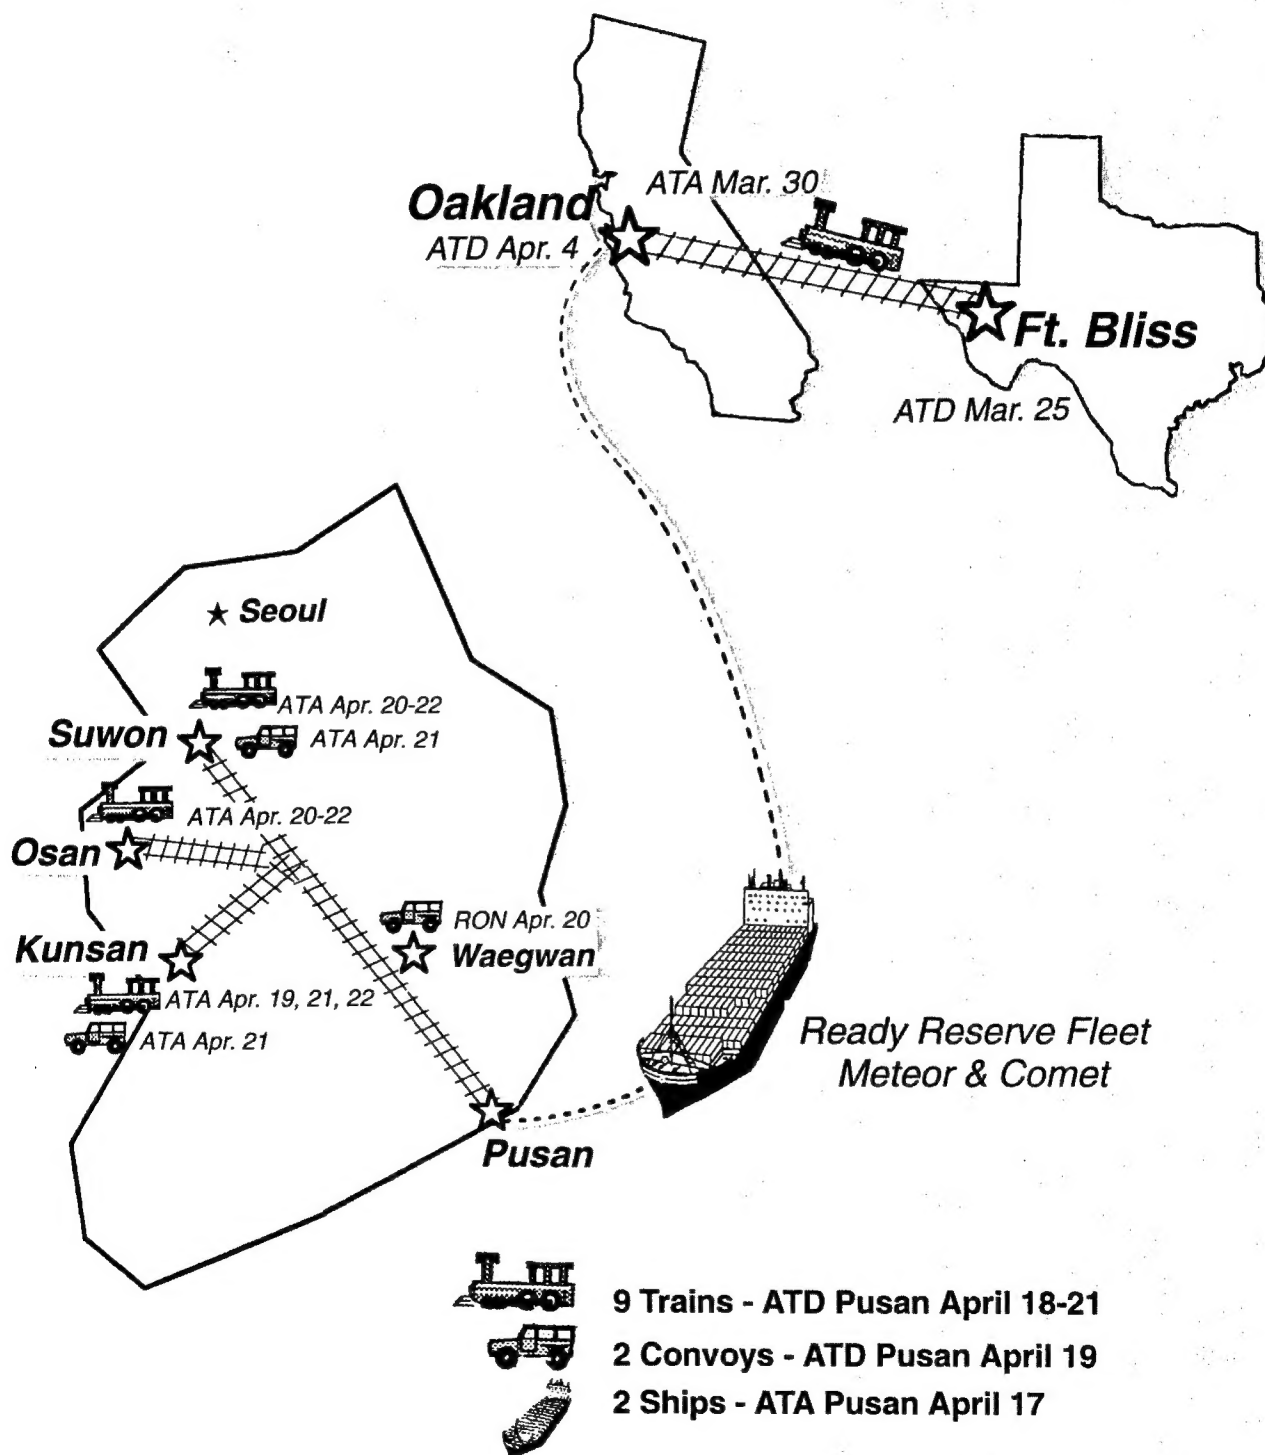 ATA Mar. 30
Oakland
ATD Apr. 4
Ft. Bliss
ATD Mar. 25
Seoul
ATA Apr. 20-22
Suwon
ATA Apr. 21
ATA Apr. 20-22
Osan
RON Apr. 20
Kunsan
Waegwan
ATA Apr. 19, 21, 22
ATA Apr. 21
Ready Reserve Fleet
Meteor & Comet
Pusan
9 Trains - ATD Pusan April 18-21
2 Convoys - ATD Pusan April 19
2 Ships - ATA Pusan April 17